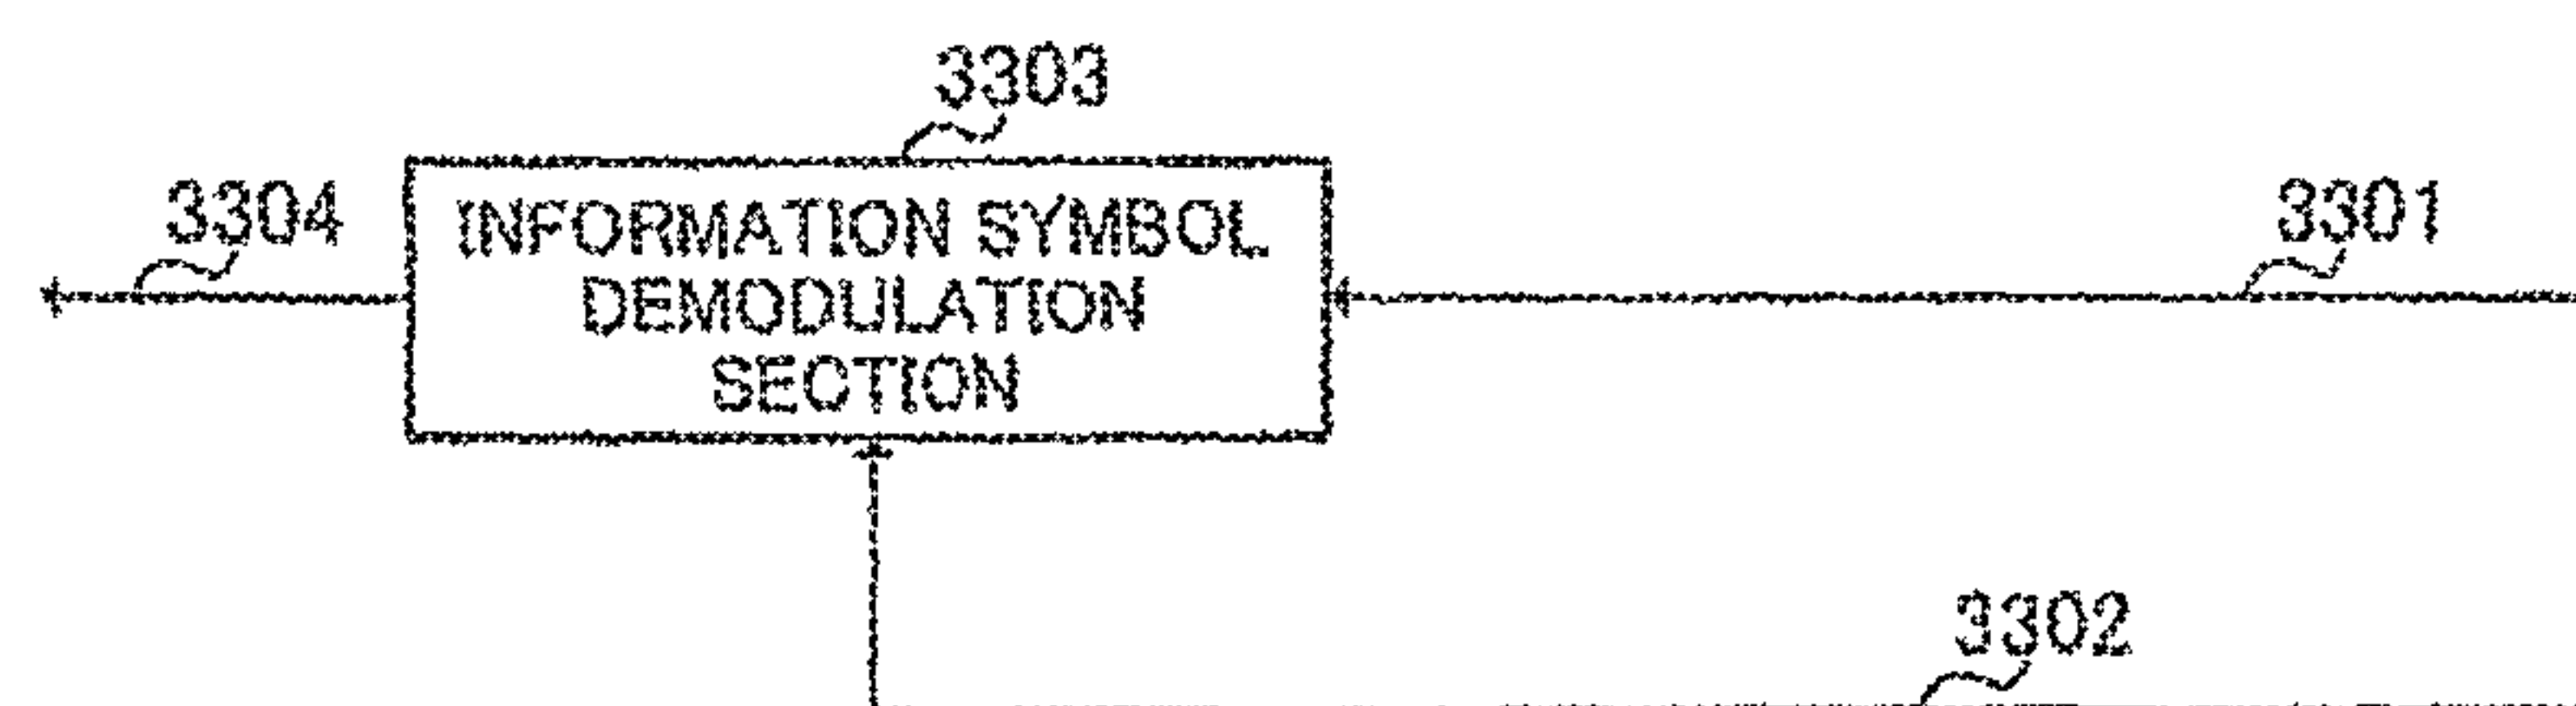 3303
3304
INFORMATION SYMBOL
DEMODULATION
SECTION
3301
3302